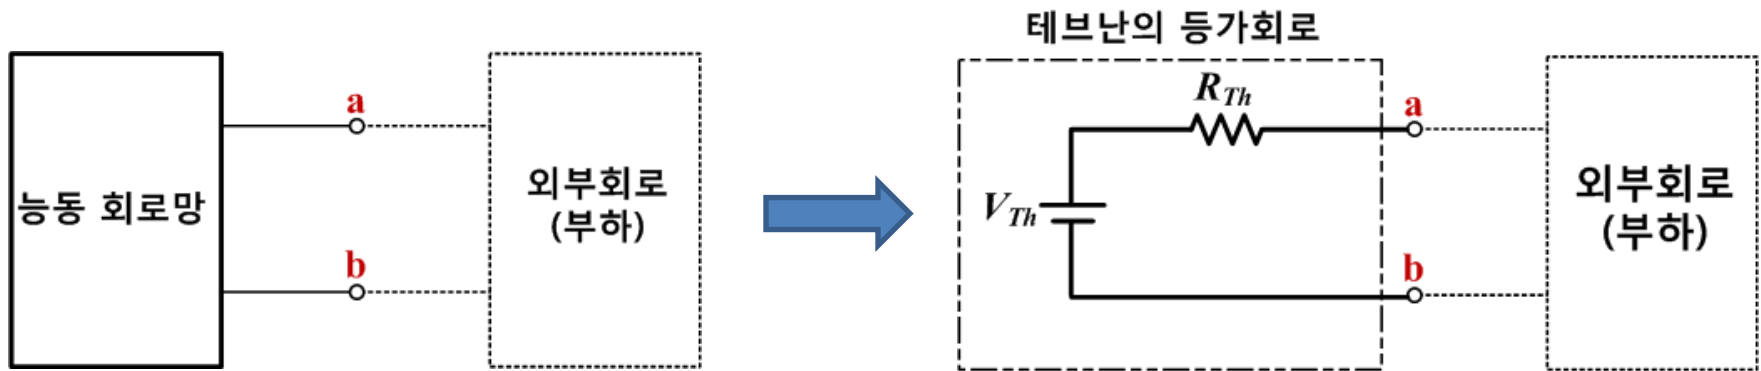 능동 회로망
a
b
외부회로
(부하)
테브난의 등가회로
R_Th
V_Th
a
b
외부회로
(부하)